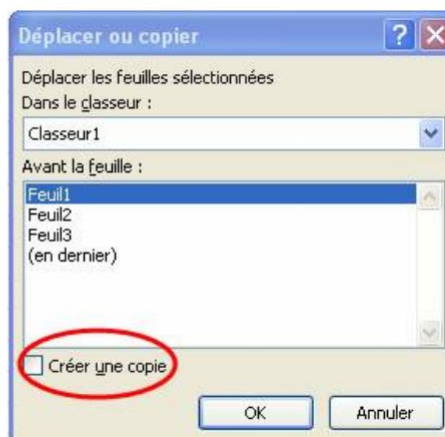 Déplacer ou copier
Déplacer les feuilles sélectionnées
Dans le classeur :
Classeur1
Avant la feuille :
Feuil1
Feuil2
Feuil3
(en dernier)
Créer une copie
OK
Annuler